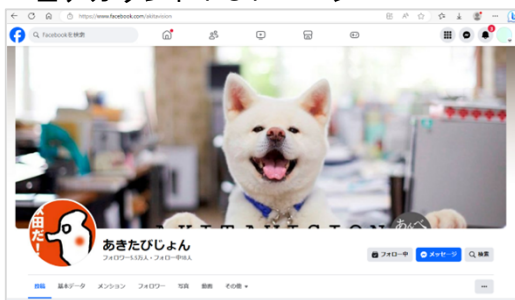 https://www.facebook.com/akitavision
Facebookを検索
AKITAVISION
田だ!
あきたびじょん
フォロワー5.5万人・フォロー中18人
フォロー中
メッセージ
検索
投稿 基本データ メンション フォロワー 写真 動画 その他